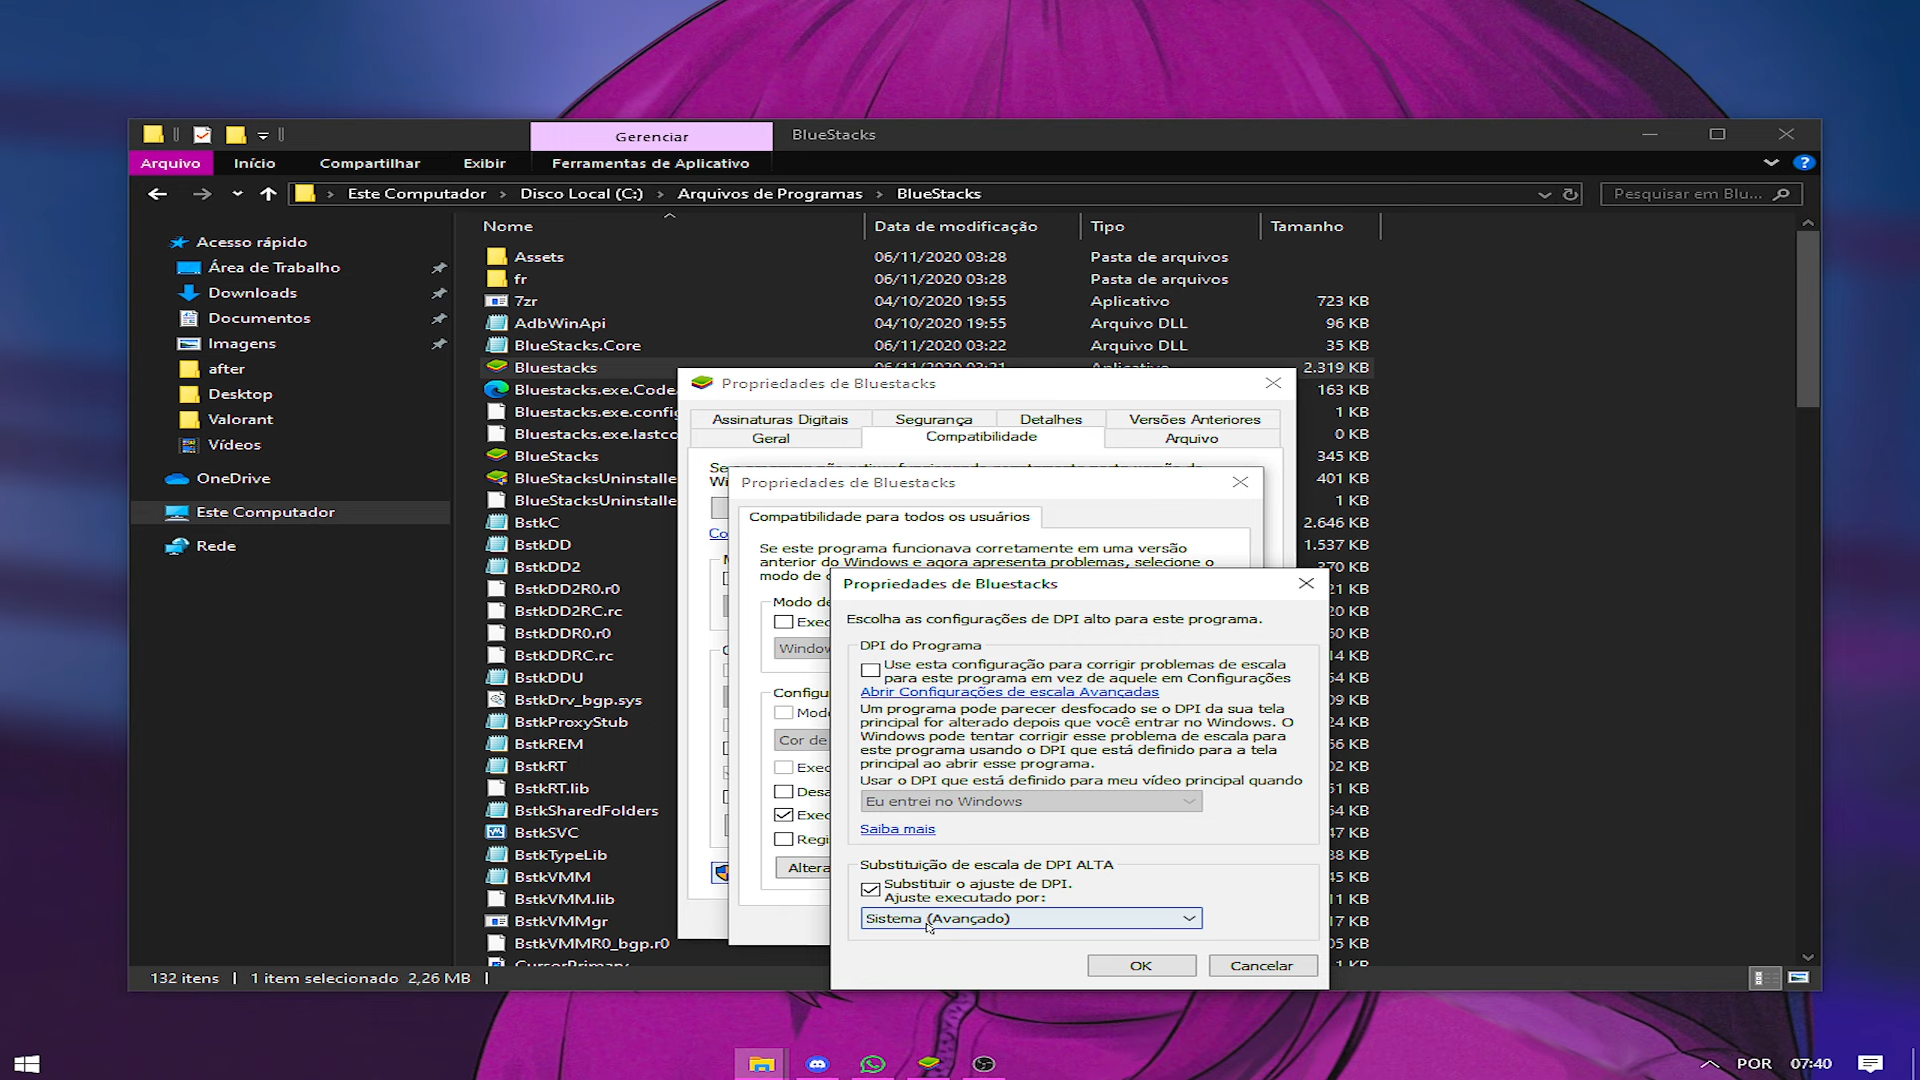 Gerenciar
BlueStacks
Arquivo
Início
Compartilhar
Exibir
Ferramentas de Aplicativo
Este Computador
Disco Local (C:)
Arquivos de Programas
BlueStacks
Pesquisar em Blu...
Nome
Data de modificação
Tipo
Tamanho
Acesso rápido
Área de Trabalho
Downloads
Documentos
Imagens
after
Desktop
Valorant
Vídeos
OneDrive
Este Computador
Rede
Assets 06/11/2020 03:28 Pasta de arquivos
fr 06/11/2020 03:28 Pasta de arquivos
7zr 04/10/2020 19:55 Aplicativo 723 KB
AdbWinApi 04/10/2020 19:55 Arquivo DLL 96 KB
BlueStacks.Core 06/11/2020 03:22 Arquivo DLL 35 KB
Bluestacks 06/11/2020 03:21 Aplicativo 2.319 KB
Bluestacks.exe.Code 163 KB
Bluestacks.exe.config 1 KB
Bluestacks.exe.lastco 0 KB
BlueStacks 345 KB
BlueStacksUninstalle 401 KB
BlueStacksUninstalle 1 KB
BstkC 2.646 KB
BstkDD 1.537 KB
BstkDD2 370 KB
BstkDD2R0.r0 21 KB
BstkDD2RC.rc 20 KB
BstkDDR0.r0 60 KB
BstkDDRC.rc 14 KB
BstkDDU 54 KB
BstkDrv_bgp.sys 09 KB
BstkProxyStub 24 KB
BstkREM 66 KB
BstkRT 02 KB
BstkRT.lib 51 KB
BstkSharedFolders 54 KB
BstkSVC 47 KB
BstkTypeLib 38 KB
BstkVMM 45 KB
BstkVMM.lib 11 KB
BstkVMMgr 17 KB
BstkVMMR0_bgp.r0 05 KB
CursorPrimary 1 KB
132 itens
1 item selecionado 2,26 MB
Propriedades de Bluestacks
Assinaturas Digitais
Segurança
Detalhes
Versões Anteriores
Geral
Compatibilidade
Arquivo
Se
Wi
Co
Propriedades de Bluestacks
Compatibilidade para todos os usuários
Se este programa funcionava corretamente em uma versão
anterior do Windows e agora apresenta problemas, selecione o
modo de c
Modo de
Exec
Window
Configu
Modo
Cor de
Exec
Desa
Exec
Regi
Altera
Propriedades de Bluestacks
Escolha as configurações de DPI alto para este programa.
DPI do Programa
Use esta configuração para corrigir problemas de escala
para este programa em vez de aquele em Configurações
Abrir Configurações de escala Avançadas
Um programa pode parecer desfocado se o DPI da sua tela
principal for alterado depois que você entrar no Windows. O
Windows pode tentar corrigir esse problema de escala para
este programa usando o DPI que está definido para a tela
principal ao abrir esse programa.
Usar o DPI que está definido para meu vídeo principal quando
Eu entrei no Windows
Saiba mais
Substituição de escala de DPI ALTA
Substituir o ajuste de DPI.
Ajuste executado por:
Sistema (Avançado)
OK
Cancelar
POR
07:40